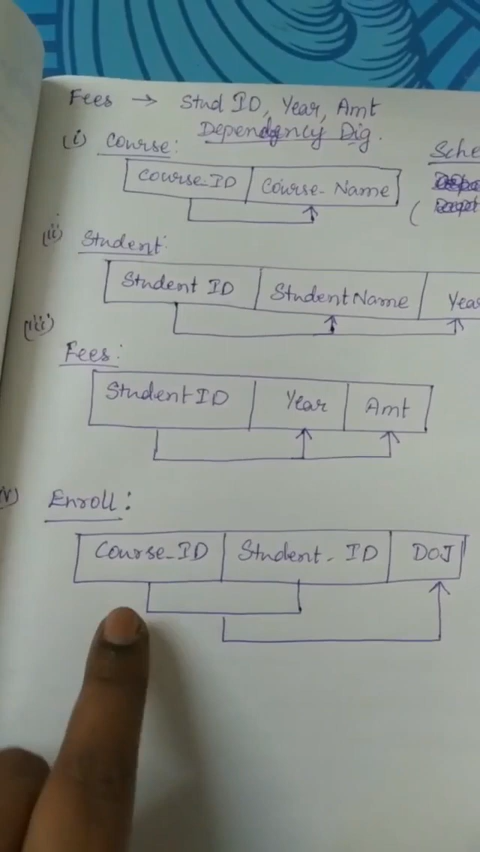 Fees → Stud ID, Year, Amt
Dependency Dig.
(i) Course:
Course_ID Course_Name
(ii) Student:
Student ID Student Name Year
(iii)
Fees:
Student ID Year Amt
Enroll:
Course_ID Student_ID DOJ